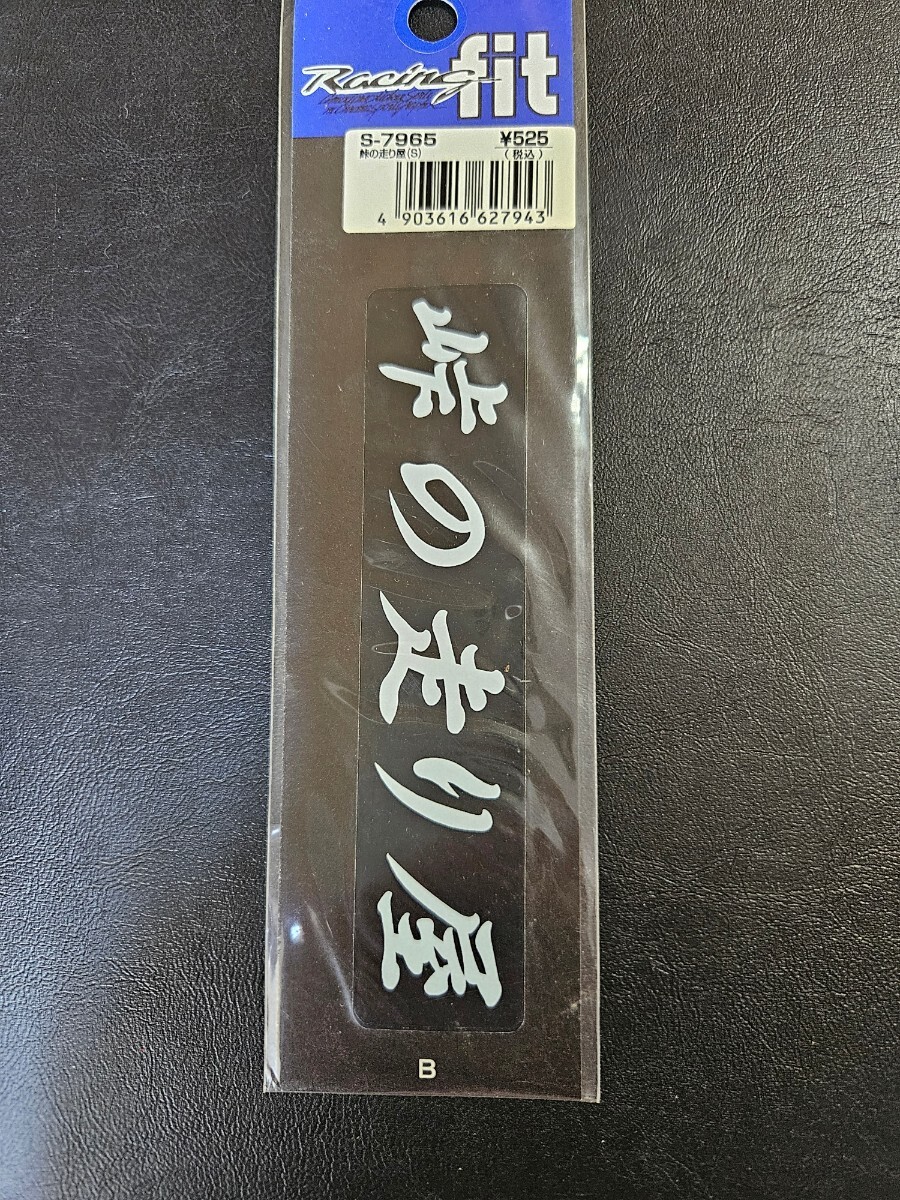 Racing
fit
S-7965 ¥525
峠の走り屋(S) (税込)
4 903616 627943
峠の走り屋
B